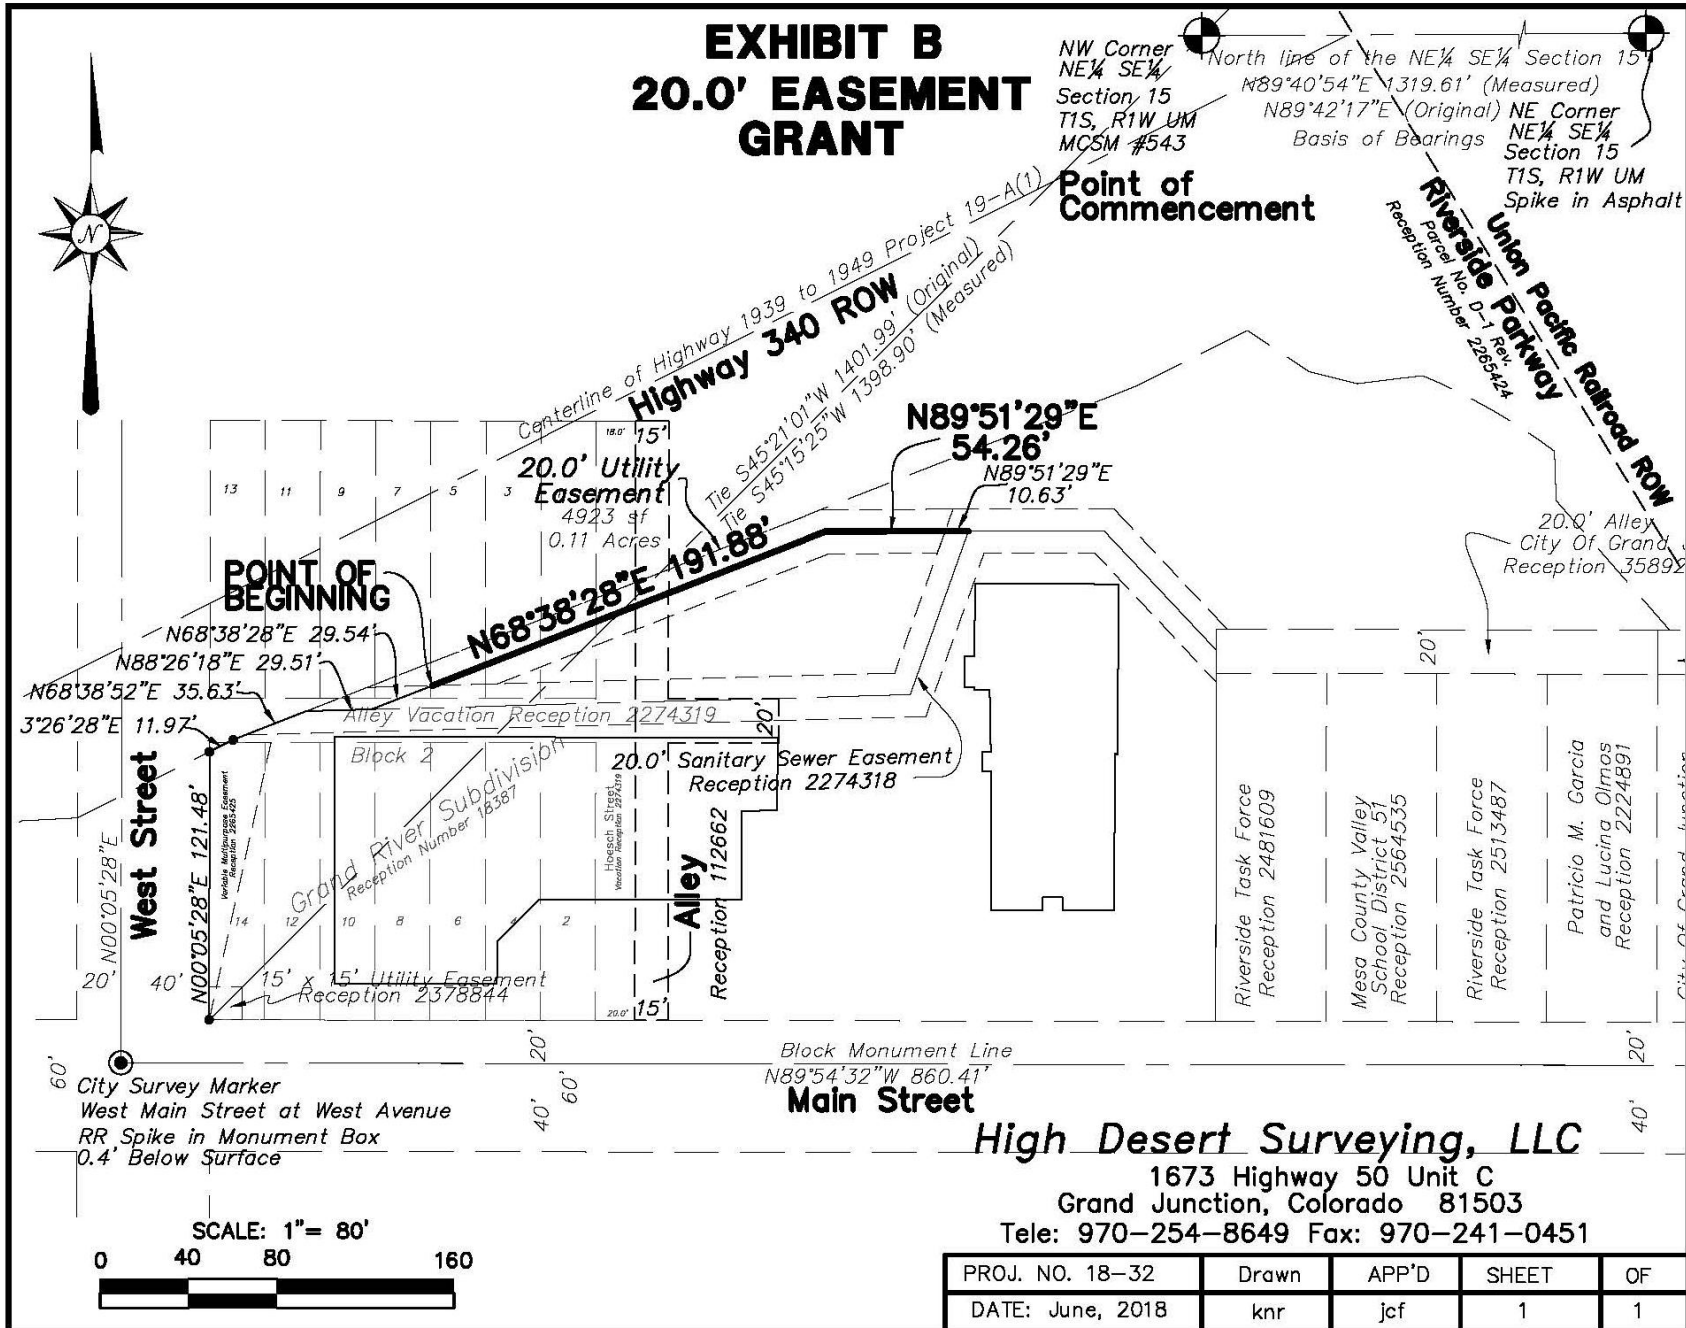 EXHIBIT B
20.0' EASEMENT
GRANT
NW Corner
NE¼ SE¼
Section 15
T1S, R1W UM
MCSM #543
North line of the NE¼ SE¼ Section 15
N89°40'54"E 1319.61' (Measured)
N89°42'17"E (Original)
Basis of Bearings
NE Corner
NE¼ SE¼
Section 15
T1S, R1W UM
Spike in Asphalt
Point of
Commencement
N
Union Pacific Railroad ROW
Riverside Parkway
Parcel No. D-1 Rev.
Reception Number 2265424
Centerline of Highway 1939 to 1949 Project 19-A(1)
Highway 340 ROW
Tie S45°21'01"W 1401.99' (Original)
Tie S45°15'25"W 1398.90' (Measured)
18.0'
15'
N89°51'29"E
54.26'
N89°51'29"E
10.63'
20.0' Utility
Easement
4923 sf
0.11 Acres
13
11
9
7
5
3
20.0' Alley
City Of Grand
Reception 35892
POINT OF
BEGINNING
N68°38'28"E 191.88'
N68°38'28"E 29.54'
N88°26'18"E 29.51'
N68°38'52"E 35.63'
3°26'28"E 11.97'
20'
Alley Vacation Reception 2274319
20'
Block 2
20.0' Sanitary Sewer Easement
Reception 2274318
West Street
N00°05'28"E
N00°05'28"E 121.48'
Variable Multipurpose Easement
Reception 2265425
Grand River Subdivision
Reception Number 18387
Hoesch Street
Vacation Reception 2274319
Alley
Reception 112662
14
12
10
8
6
4
2
Riverside Task Force
Reception 2481609
Mesa County Valley
School District 51
Reception 2564535
Riverside Task Force
Reception 2513487
Patricio M. Garcia
and Lucina Olmos
Reception 2224891
City Of Grand Junction
20'
40'
15' x 15' Utility Easement
Reception 2378844
20.0'
15'
60'
20'
40'
60'
Block Monument Line
N89°54'32"W 860.41'
Main Street
20'
40'
City Survey Marker
West Main Street at West Avenue
RR Spike in Monument Box
0.4' Below Surface
High Desert Surveying, LLC
1673 Highway 50 Unit C
Grand Junction, Colorado 81503
Tele: 970-254-8649 Fax: 970-241-0451
SCALE: 1"= 80'
0 40 80 160
PROJ. NO. 18-32 Drawn APP'D SHEET OF
DATE: June, 2018 knr jcf 1 1